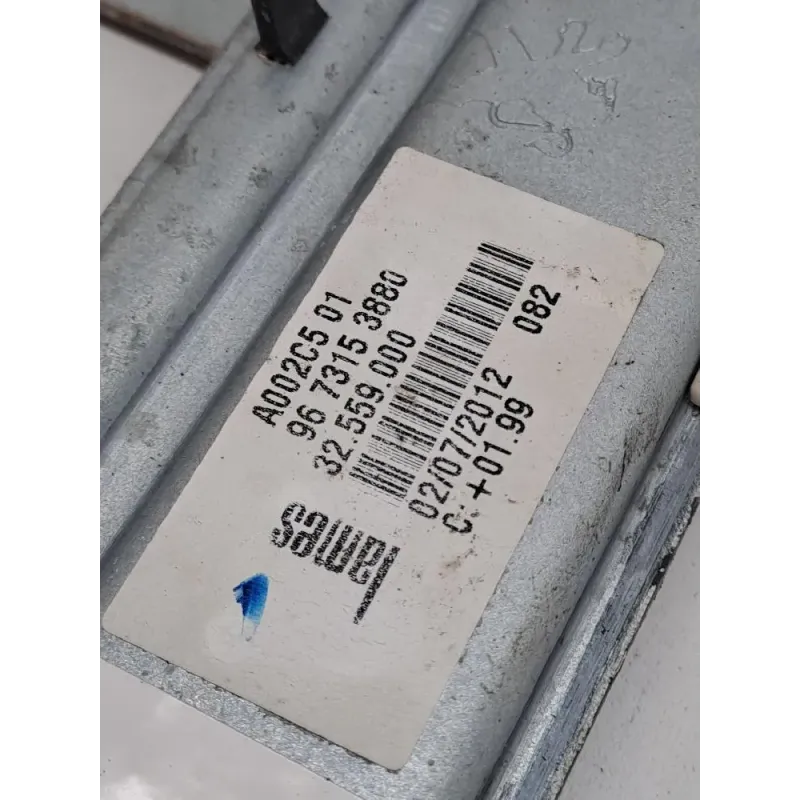 A002C5 01
96 7315 3880
32.559.000
02/07/2012 082
C +01.99
lames